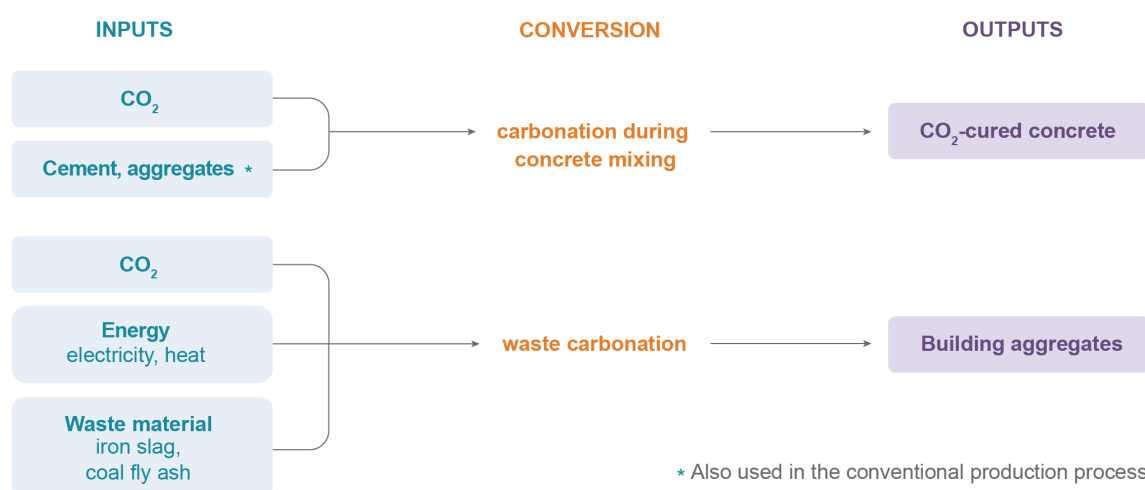 INPUTS
CONVERSION
OUTPUTS
CO₂
Cement, aggregates *
carbonation during
concrete mixing
CO₂-cured concrete
CO₂
Energy
electricity, heat
Waste material
iron slag,
coal fly ash
waste carbonation
Building aggregates
* Also used in the conventional production process